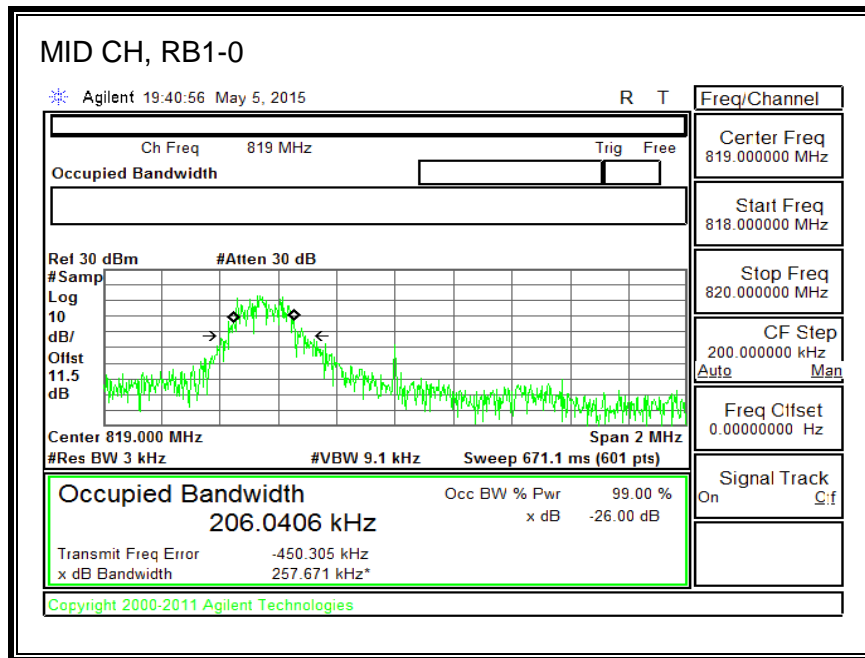 MID CH, RB1-0
Agilent 19:40:56 May 5, 2015 R T
Ch Freq 819 MHz Trig Free
Occupied Bandwidth
Ref 30 dBm #Atten 30 dB
#Samp
Log
10
dB/
Offst
11.5
dB
Center 819.000 MHz Span 2 MHz
#Res BW 3 kHz #VBW 9.1 kHz Sweep 671.1 ms (601 pts)
Occupied Bandwidth Occ BW % Pwr 99.00 %
206.0406 kHz x dB -26.00 dB
Transmit Freq Error -450.305 kHz
x dB Bandwidth 257.671 kHz*
Copyright 2000-2011 Agilent Technologies
Freq/Channel
Center Freq
819.000000 MHz
Start Freq
818.000000 MHz
Stop Freq
820.000000 MHz
CF Step
200.000000 kHz
Auto Man
Freq Offset
0.00000000 Hz
Signal Track
On